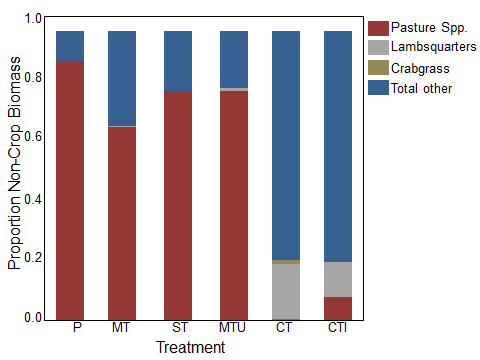 1.0
0.8
0.6
0.4
0.2
0.0
Proportion Non-Crop Biomass
P MT ST MTU CT CTI
Treatment
Pasture Spp.
Lambsquarters
Crabgrass
Total other